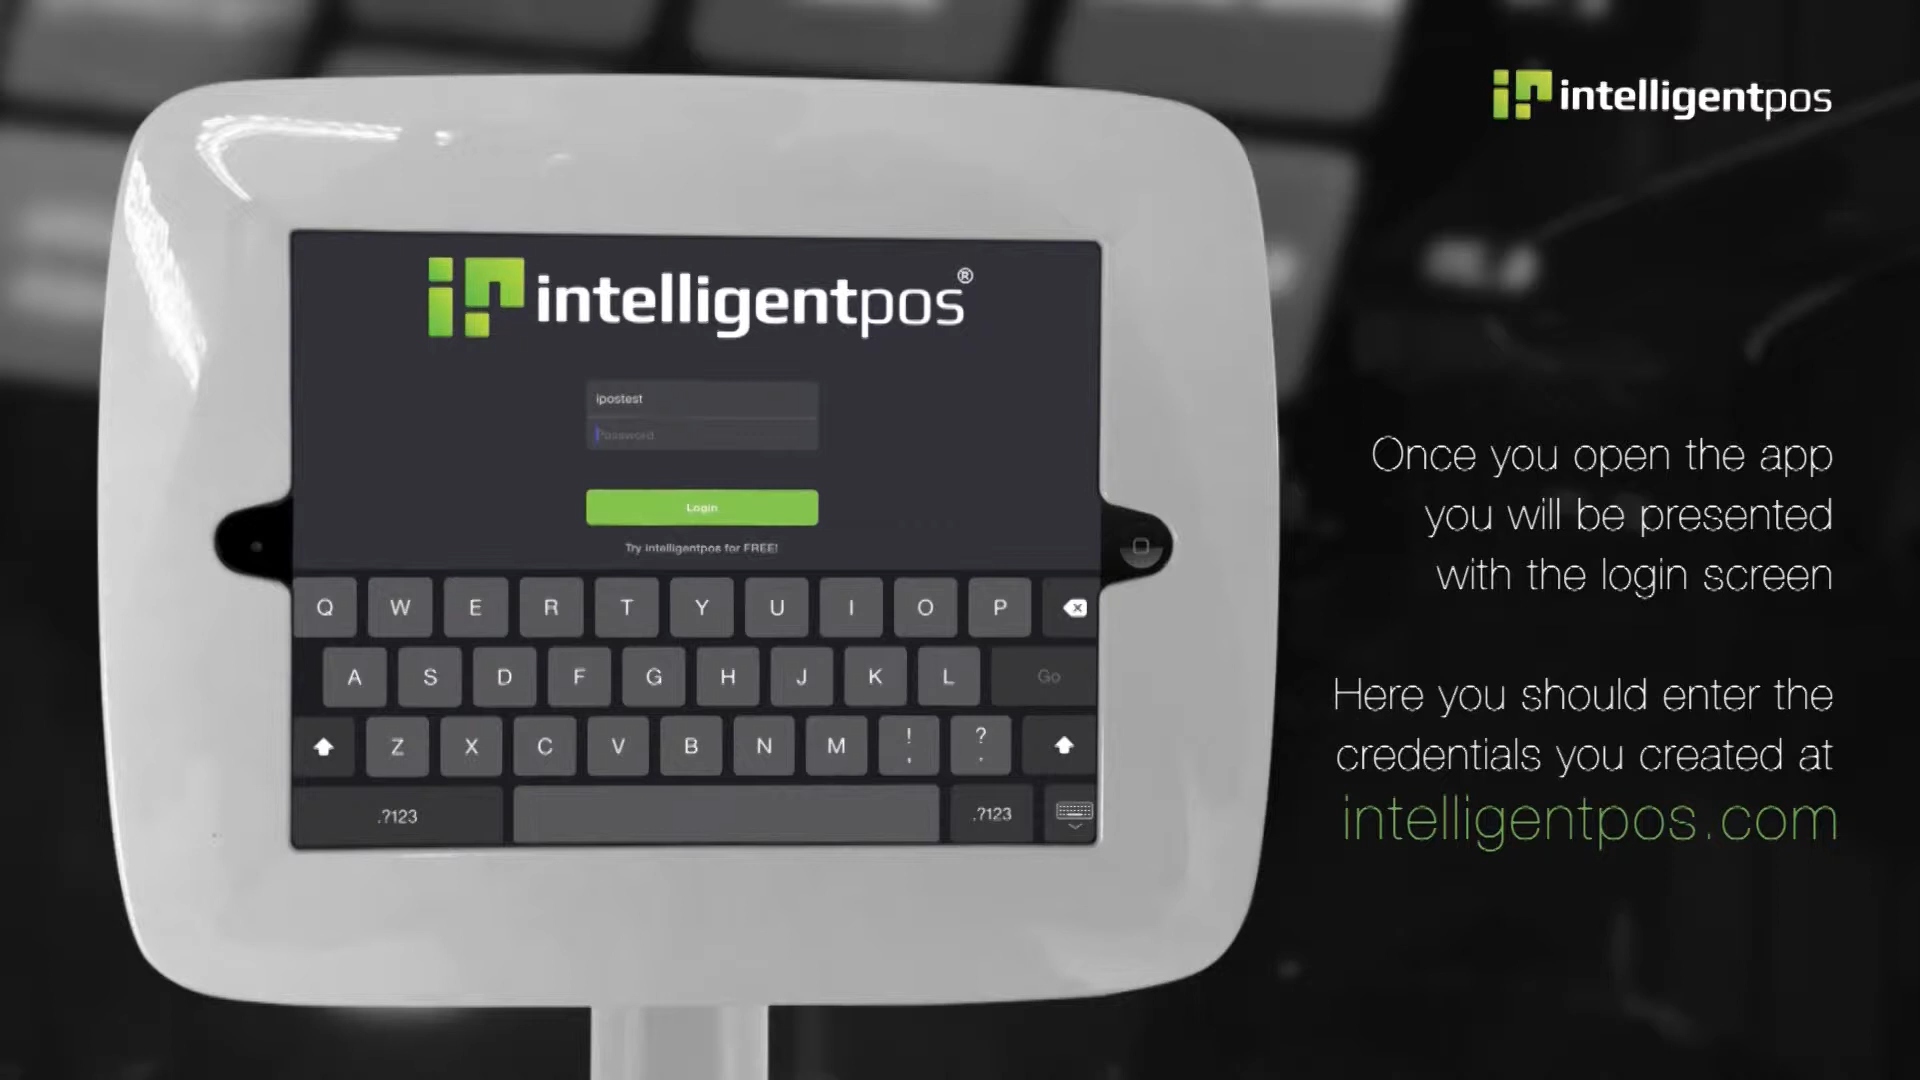 intelligentpos
intelligentpos®
ipostest
Password
Login
Try intelligentpos for FREE!
Q W E R T Y U I O P
A S D F G H J K L Go
Z X C V B N M ! , ? .
.?123 .?123
Once you open the app
you will be presented
with the login screen
Here you should enter the
credentials you created at
intelligentpos.com